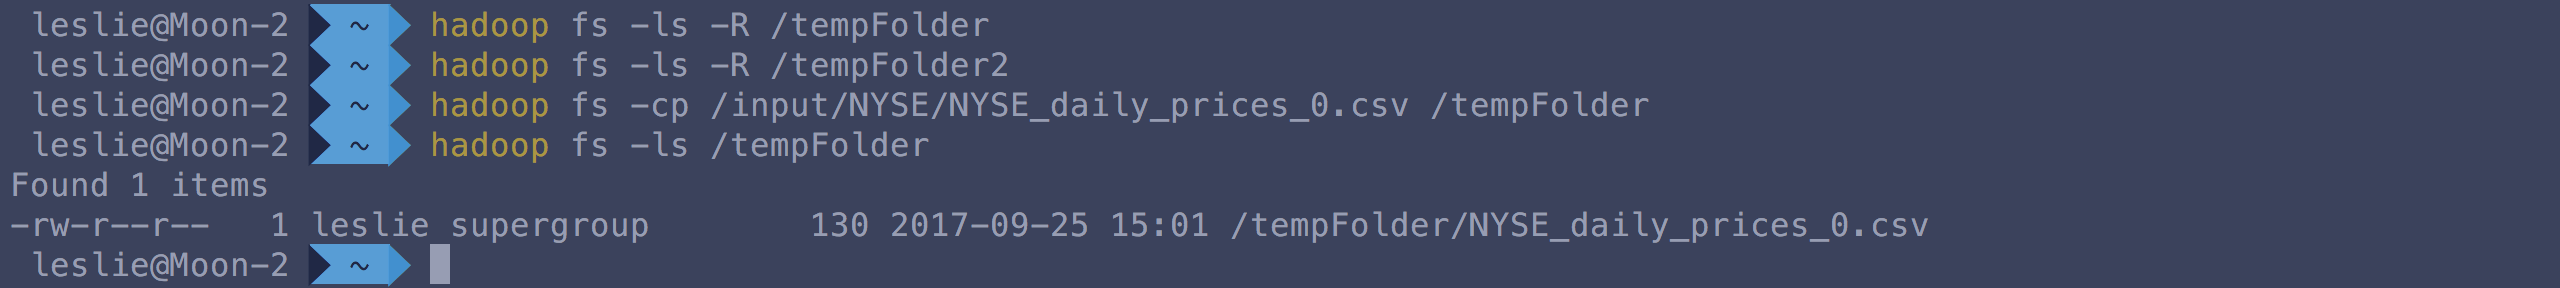 leslie@Moon-2 ~ hadoop fs -ls -R /tempFolder
leslie@Moon-2 ~ hadoop fs -ls -R /tempFolder2
leslie@Moon-2 ~ hadoop fs -cp /input/NYSE/NYSE_daily_prices_0.csv /tempFolder
leslie@Moon-2 ~ hadoop fs -ls /tempFolder
Found 1 items
-rw-r--r--   1 leslie supergroup        130 2017-09-25 15:01 /tempFolder/NYSE_daily_prices_0.csv
leslie@Moon-2 ~